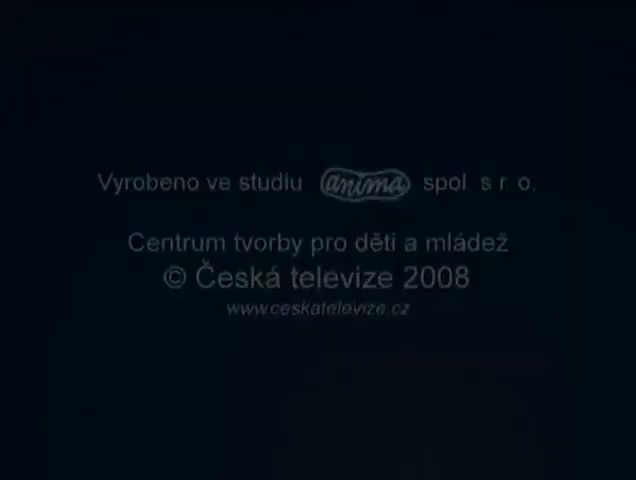 Vyrobeno ve studiu anima spol s r. o.
Centrum tvorby pro děti a mládež
© Česká televize 2008
www.ceskatelevize.cz